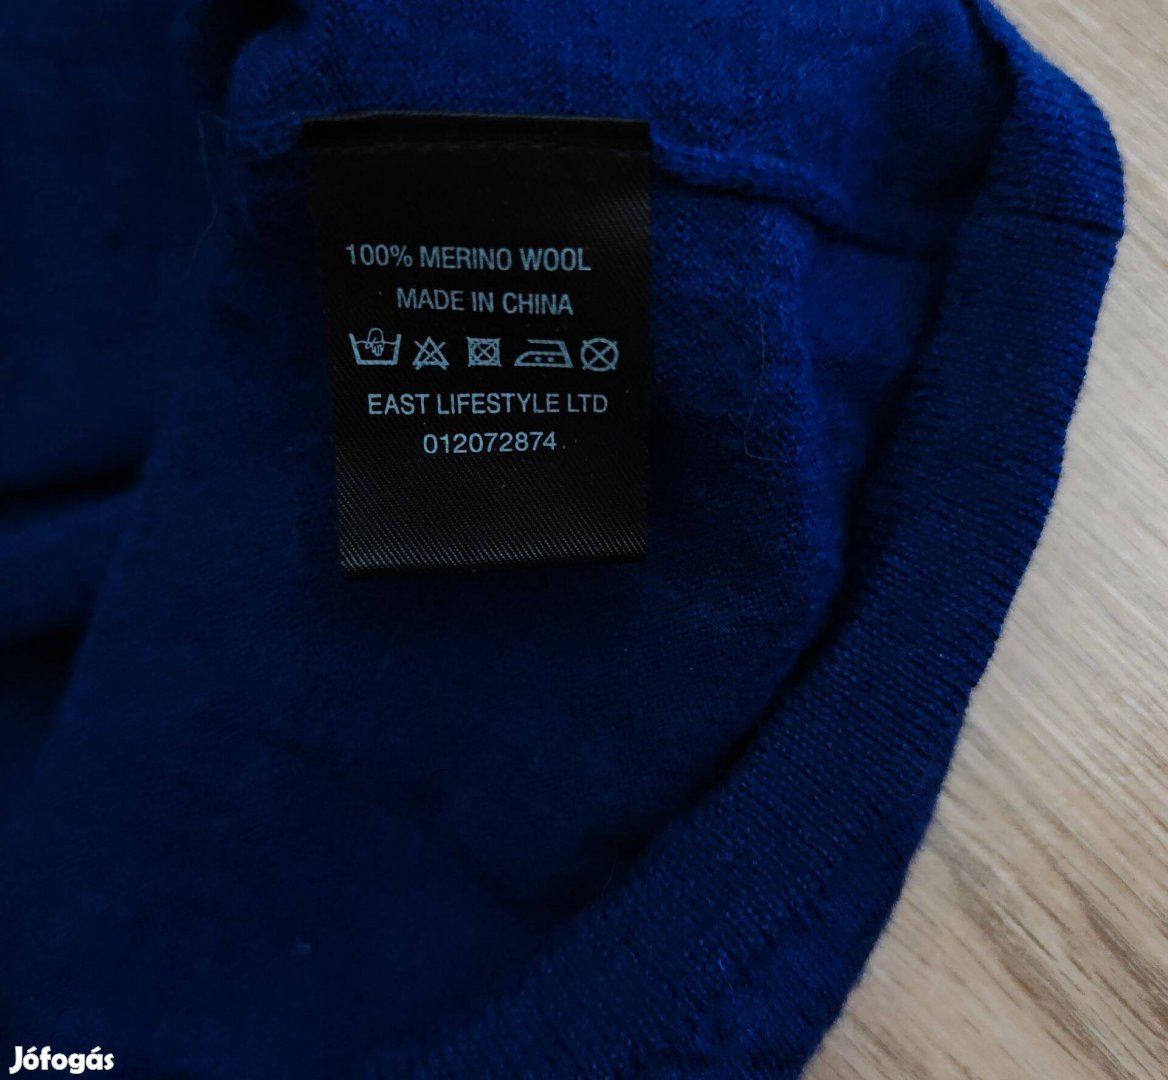 100% MERINO WOOL
MADE IN CHINA
EAST LIFESTYLE LTD
012072874
Jófogás